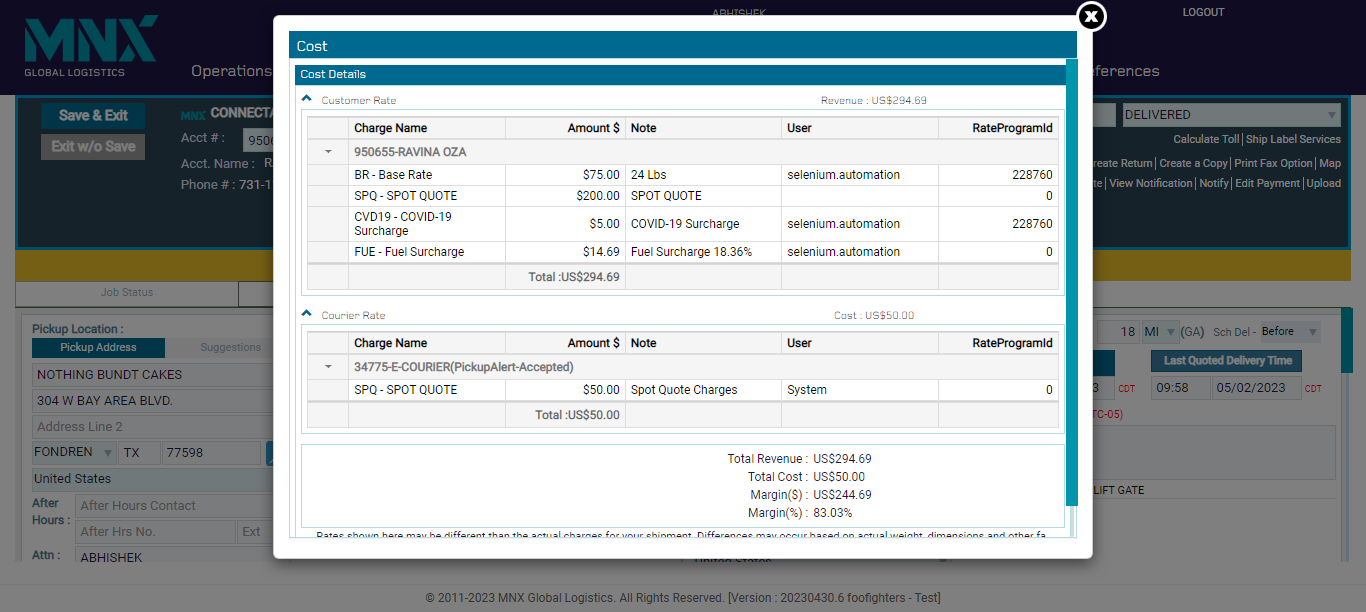 ABHISHEK
LOGOUT
MNX
GLOBAL LOGISTICS
Operations
ferences
Cost
Cost Details
Customer Rate Revenue : US$294.69
Charge Name Amount $ Note User RateProgramId
950655-RAVINA OZA
BR - Base Rate $75.00 24 Lbs selenium.automation 228760
SPQ - SPOT QUOTE $200.00 SPOT QUOTE 0
CVD19 - COVID-19
Surcharge $5.00 COVID-19 Surcharge selenium.automation 228760
FUE - Fuel Surcharge $14.69 Fuel Surcharge 18.36% selenium.automation 0
Total :US$294.69
Courier Rate Cost : US$50.00
Charge Name Amount $ Note User RateProgramId
34775-E-COURIER(PickupAlert-Accepted)
SPQ - SPOT QUOTE $50.00 Spot Quote Charges System 0
Total :US$50.00
Total Revenue : US$294.69
Total Cost : US$50.00
Margin($) : US$244.69
Margin(%) : 83.03%
Rates shown here may be different than the actual charges for your shipment. Differences may occur based on actual weight, dimensions and other fa
Save & Exit
Exit w/o Save
MNX CONNECTA
Acct # : 950
Acct. Name : R
Phone # : 731-1
DELIVERED
Calculate Toll | Ship Label Services
reate Return | Create a Copy | Print Fax Option | Map
te | View Notification | Notify | Edit Payment | Upload
Job Status
Pickup Location :
Pickup Address Suggestions
NOTHING BUNDT CAKES
304 W BAY AREA BLVD.
Address Line 2
FONDREN TX 77598
United States
After
Hours :
After Hours Contact
After Hrs No. Ext
Attn : ABHISHEK
18 MI (GA) Sch Del - Before
Last Quoted Delivery Time
3 CDT 09:58 05/02/2023 CDT
TC-05)
LIFT GATE
United States
© 2011-2023 MNX Global Logistics. All Rights Reserved. [Version : 20230430.6 foofighters - Test]